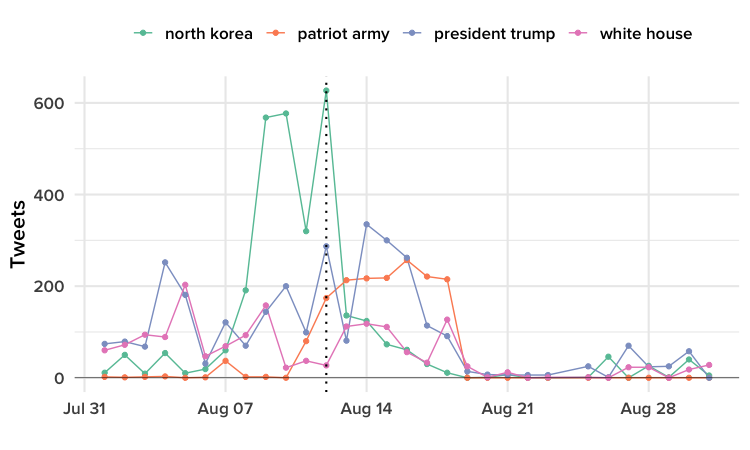 north korea patriot army president trump white house
Tweets
600
400
200
0
Jul 31 Aug 07 Aug 14 Aug 21 Aug 28